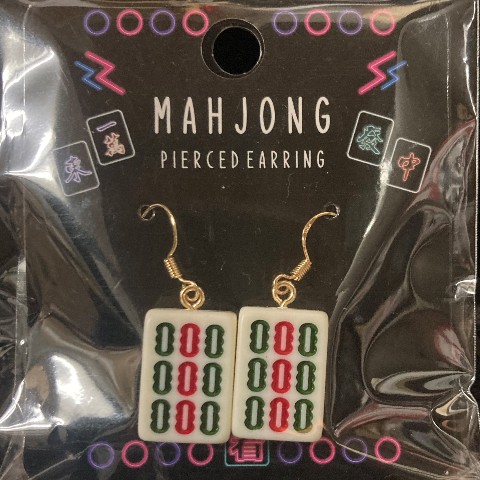 MAHJONG
PIERCED EARRING
一萬
發
東
中